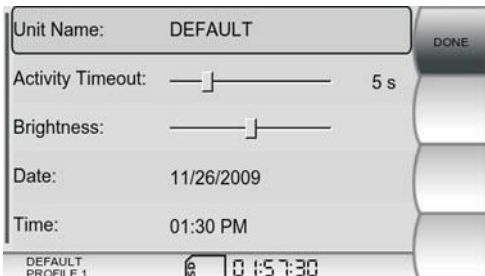 Unit Name: DEFAULT
DONE
Activity Timeout: 5 s
Brightness:
Date: 11/26/2009
Time: 01:30 PM
DEFAULT
PROFILE 1
SD
01:57:30